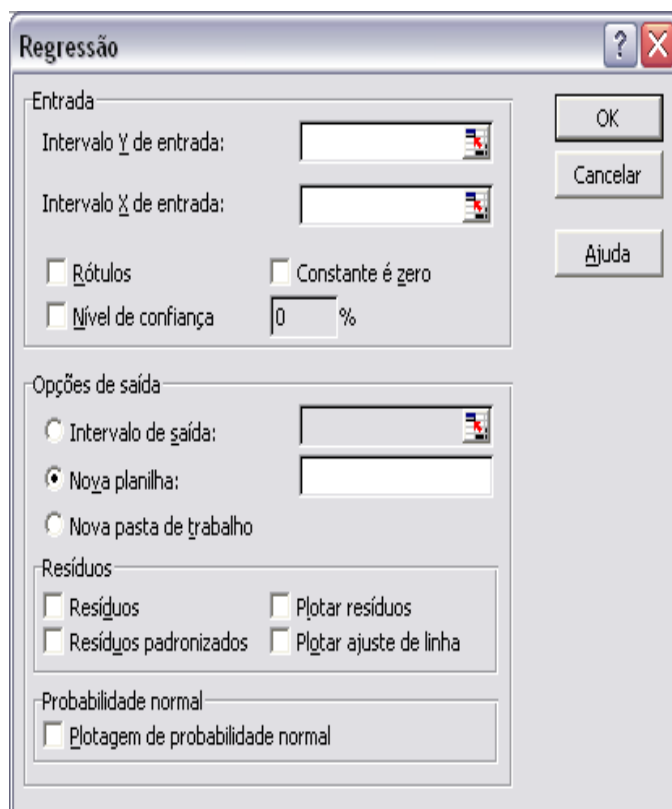 Regressão
Entrada
Intervalo Y de entrada:
Intervalo X de entrada:
Rótulos
Constante é zero
Nível de confiança
0 %
OK
Cancelar
Ajuda
Opções de saída
Intervalo de saída:
Nova planilha:
Nova pasta de trabalho
Resíduos
Resíduos
Plotar resíduos
Resíduos padronizados
Plotar ajuste de linha
Probabilidade normal
Plotagem de probabilidade normal